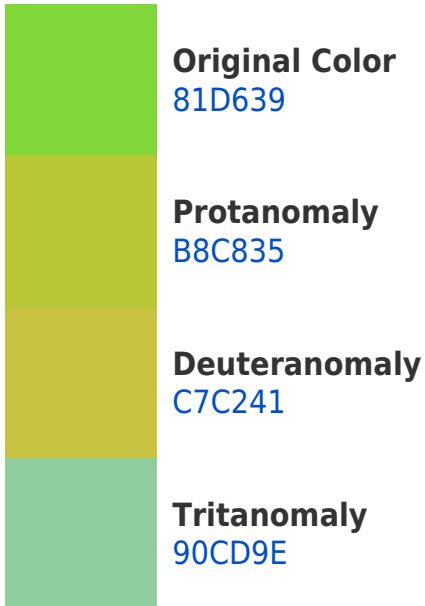 Original Color
81D639
Protanomaly
B8C835
Deuteranomaly
C7C241
Tritanomaly
90CD9E